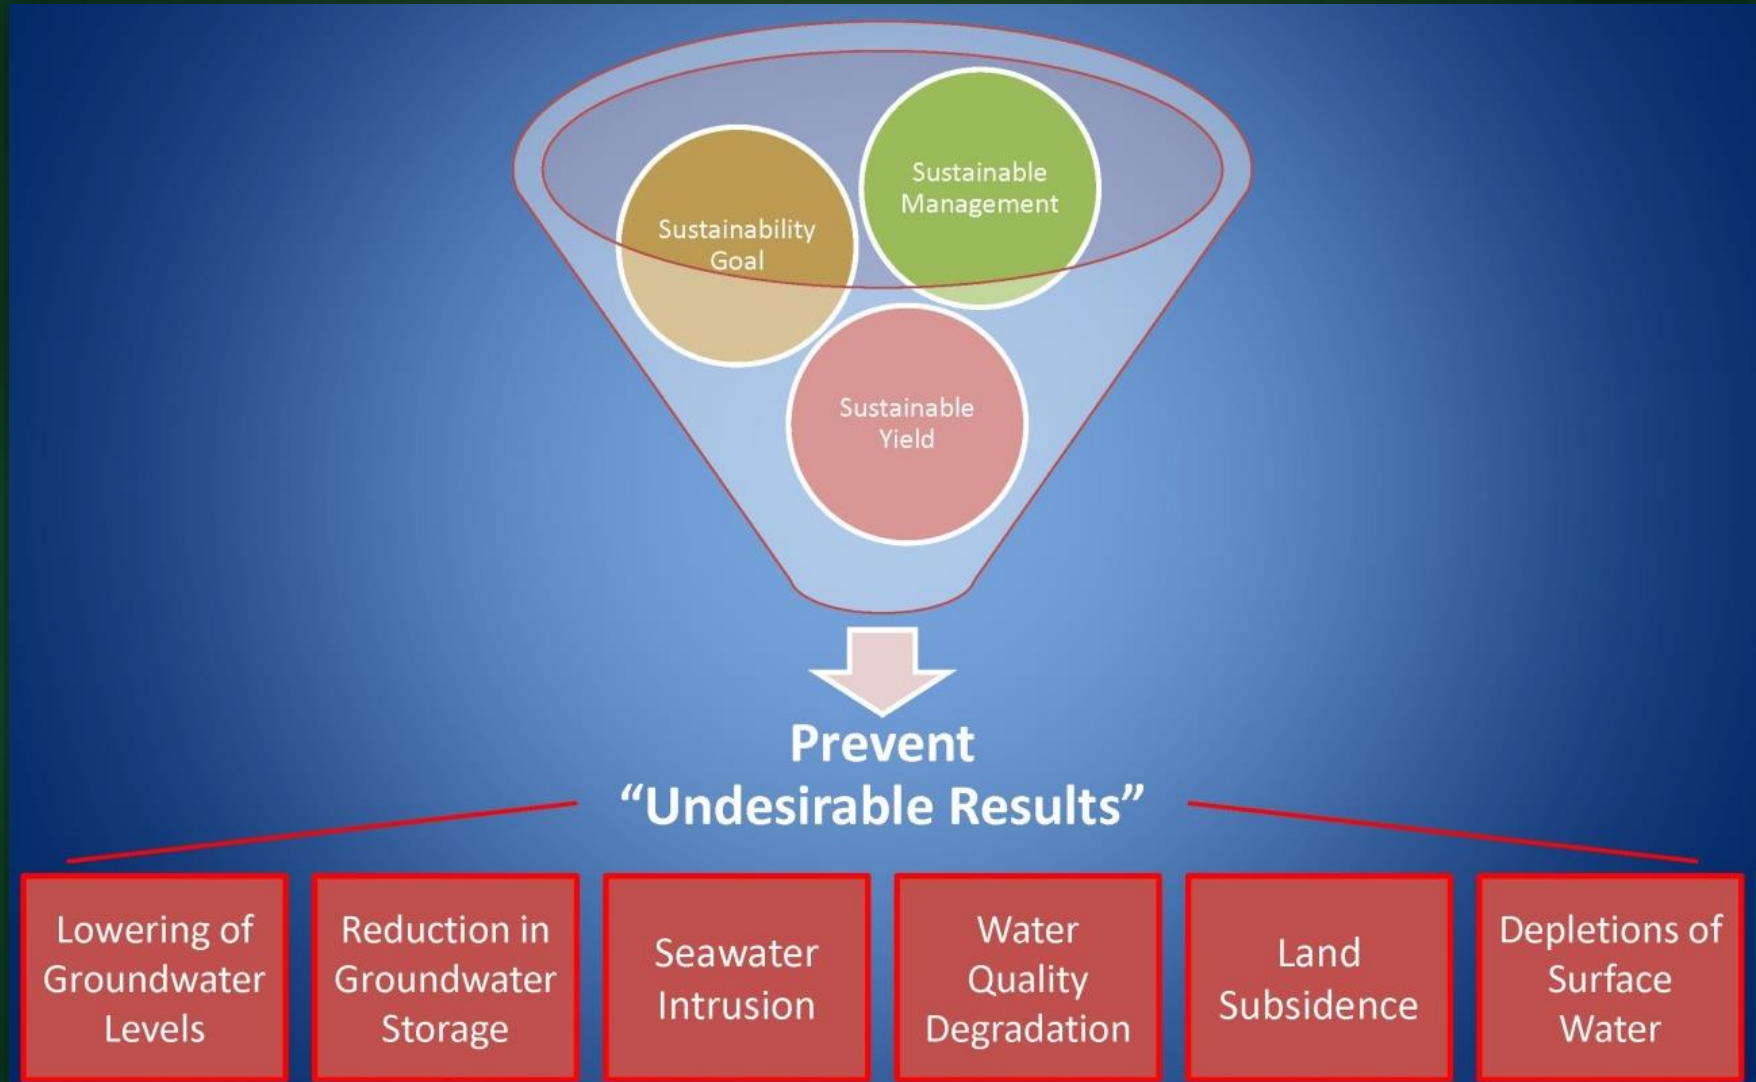 Sustainable
Management
Sustainability
Goal
Sustainable
Yield
Prevent
“Undesirable Results”
Lowering of
Groundwater
Levels
Reduction in
Groundwater
Storage
Seawater
Intrusion
Water
Quality
Degradation
Land
Subsidence
Depletions of
Surface
Water